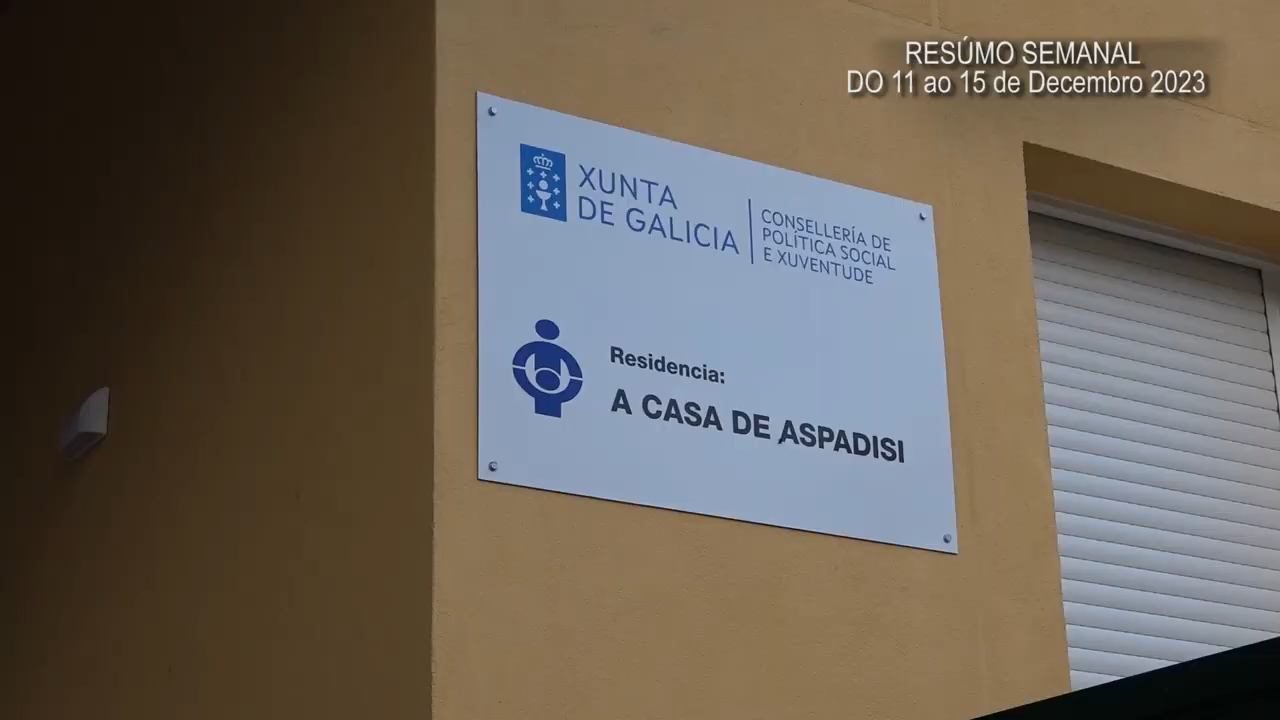 RESÚMO SEMANAL
DO 11 ao 15 de Decembro 2023
XUNTA
DE GALICIA
CONSELLERÍA DE
POLÍTICA SOCIAL
E XUVENTUDE
Residencia:
A CASA DE ASPADISI